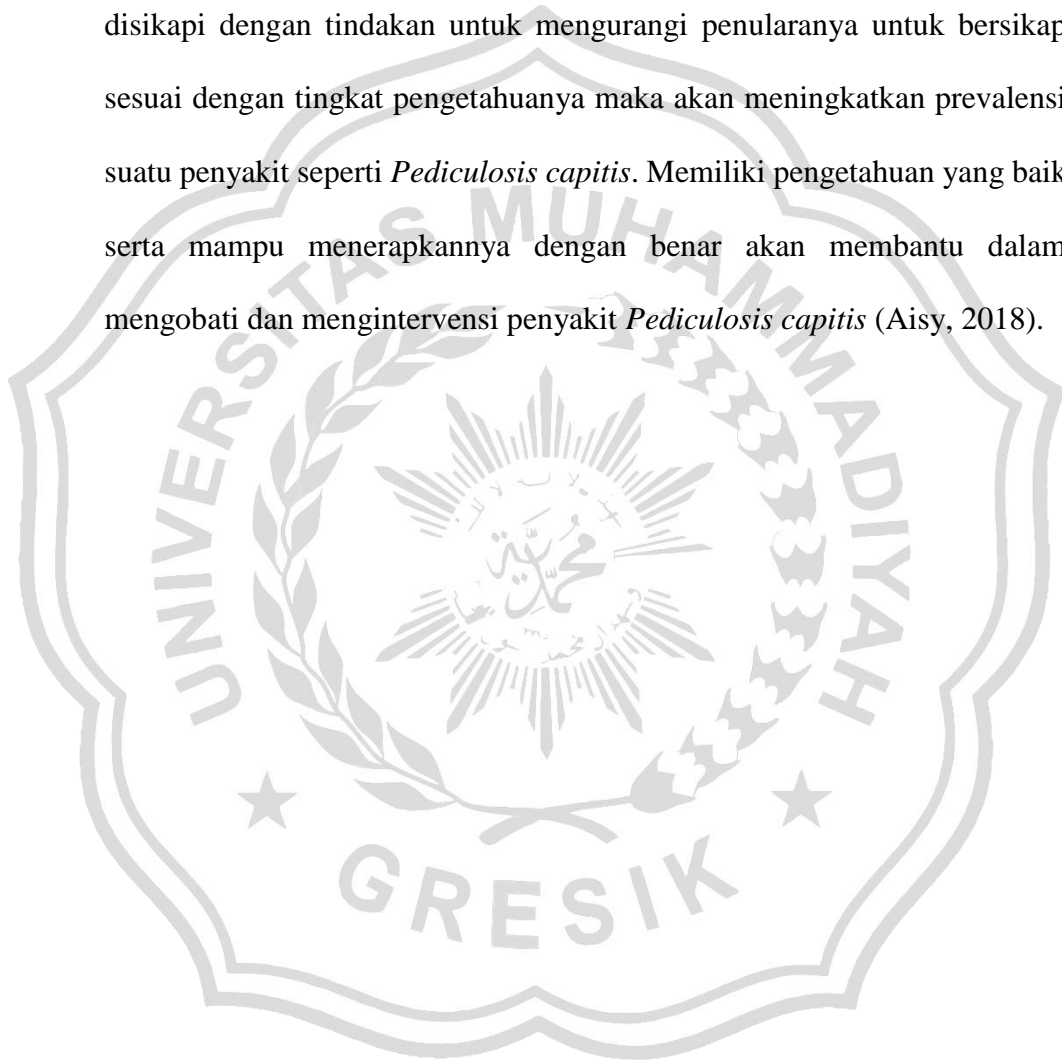 disikapi dengan tindakan untuk mengurangi penularanya untuk bersikap
sesuai dengan tingkat pengetahuanya maka akan meningkatkan prevalensi
suatu penyakit seperti Pediculosis capitis. Memiliki pengetahuan yang baik
serta mampu menerapkannya dengan benar akan membantu dalam
mengobati dan mengintervensi penyakit Pediculosis capitis (Aisy, 2018).
UNIVERSITAS MUHAMMADIYAH
GRESIK
محمدية